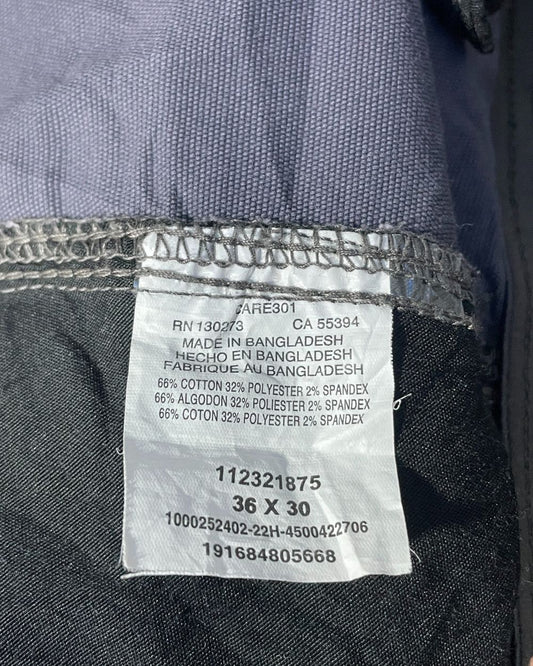 CARE301
RN 130273 CA 55394
MADE IN BANGLADESH
HECHO EN BANGLADESH
FABRIQUE AU BANGLADESH
66% COTTON 32% POLYESTER 2% SPANDEX
66% ALGODON 32% POLIESTER 2% SPANDEX
66% COTON 32% POLYESTER 2% SPANDEX
112321875
36 X 30
1000252402-22H-4500422706
191684805668